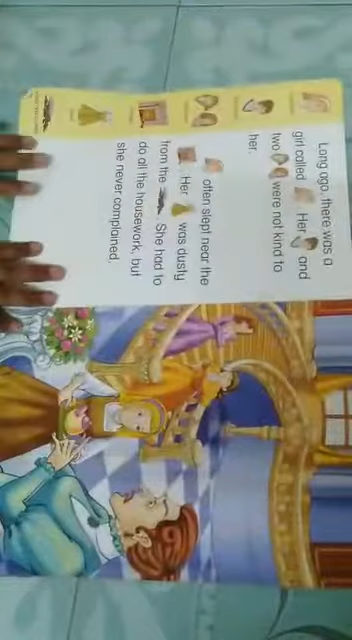 Long ago, there was a
girl called . Her and
two were not kind to
her.
often slept near the
. Her was dusty
from the . She had to
do all the housework, but
she never complained.